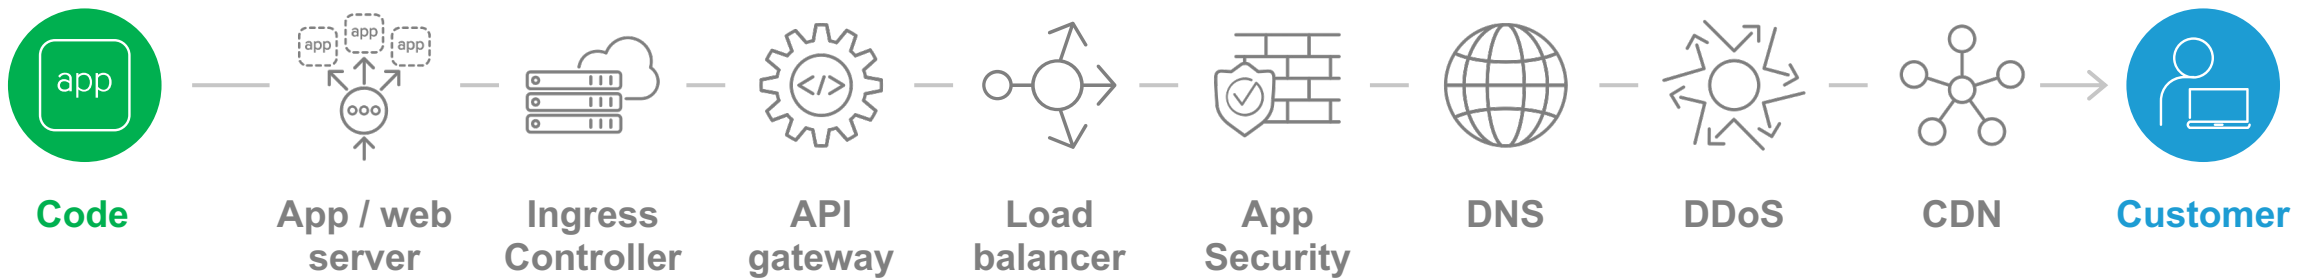 app
app
app
app
</>
Code
App / web
server
Ingress
Controller
API
gateway
Load
balancer
App
Security
DNS
DDoS
CDN
Customer